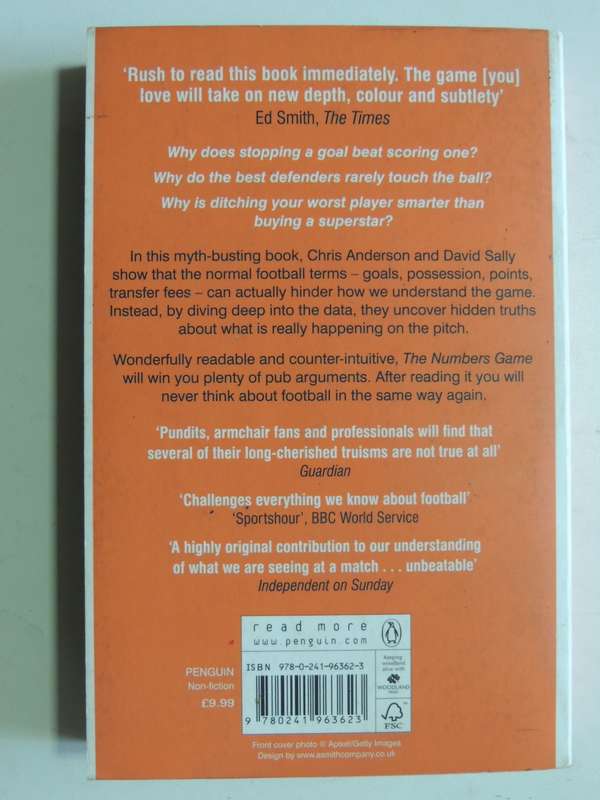 ‘Rush to read this book immediately. The game [you]
love will take on new depth, colour and subtlety’
Ed Smith, The Times
Why does stopping a goal beat scoring one?
Why do the best defenders rarely touch the ball?
Why is ditching your worst player smarter than
buying a superstar?
In this myth-busting book, Chris Anderson and David Sally
show that the normal football terms – goals, possession, points,
transfer fees – can actually hinder how we understand the game.
Instead, by diving deep into the data, they uncover hidden truths
about what is really happening on the pitch.
Wonderfully readable and counter-intuitive, The Numbers Game
will win you plenty of pub arguments. After reading it you will
never think about football in the same way again.
‘Pundits, armchair fans and professionals will find that
several of their long-cherished truisms are not true at all’
Guardian
‘Challenges everything we know about football’
‘Sportshour’, BBC World Service
‘A highly original contribution to our understanding
of what we are seeing at a match . . . unbeatable’
Independent on Sunday
read more
www.penguin.com
ISBN 978-0-241-96362-3
9 780241 963623
Keeping
woodland
alive with
WOODLAND
FSC
PENGUIN
Non-fiction
£9.99
Front cover photo © Apixel/Getty Images
Design by www.asmithcompany.co.uk